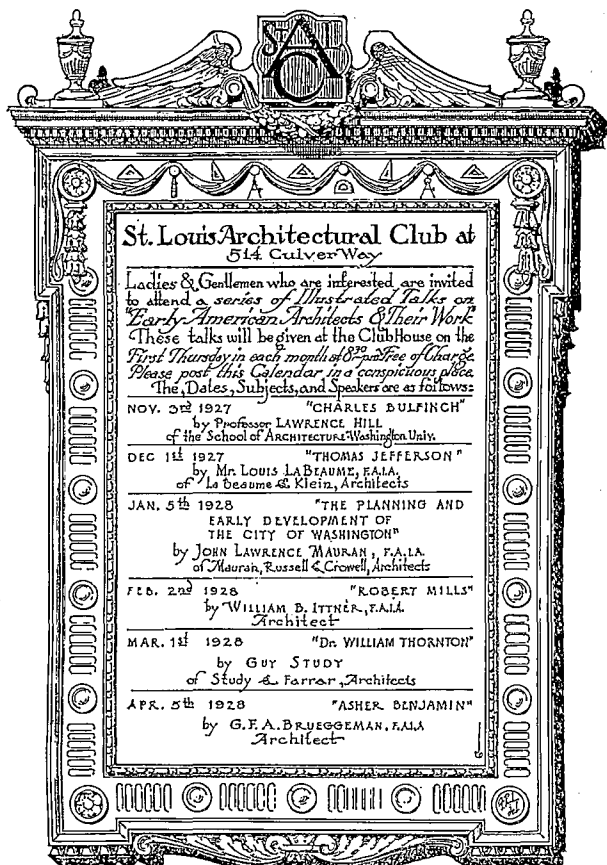 St. L A C
St. Louis Architectural Club at
514 Culver Way
Ladies & Gentlemen who are interested are invited
to attend a series of Illustrated Talks on
"Early American Architects & Their Work"
These talks will be given at the Club House on the
First Thursday in each month at 8:30 pm Free of Charge
Please post this Calendar in a conspicuous place.
The, Dates, Subjects, and Speakers are as follows:
NOV. 3rd 1927 "CHARLES BULFINCH"
by Professor LAWRENCE HILL
of the School of ARCHITECTURE-Washington Univ.
DEC 1st 1927 "THOMAS JEFFERSON"
by Mr. LOUIS LABEAUME, F.A.I.A.
of La Beaume & Klein, Architects
JAN. 5th 1928 "THE PLANNING AND
EARLY DEVELOPMENT OF
THE CITY OF WASHINGTON"
by JOHN LAWRENCE MAURAN, F.A.I.A.
of Mauran, Russell & Crowell, Architects
FEB. 2nd 1928 "ROBERT MILLS"
by WILLIAM B. ITTNER, F.A.I.A.
Architect
MAR. 1st 1928 "Dr. WILLIAM THORNTON"
by GUY STUDY
of Study & Farrar, Architects
APR. 5th 1928 "ASHER BENJAMIN"
by G.F.A. BRUEGGEMAN, F.A.I.A
Architect